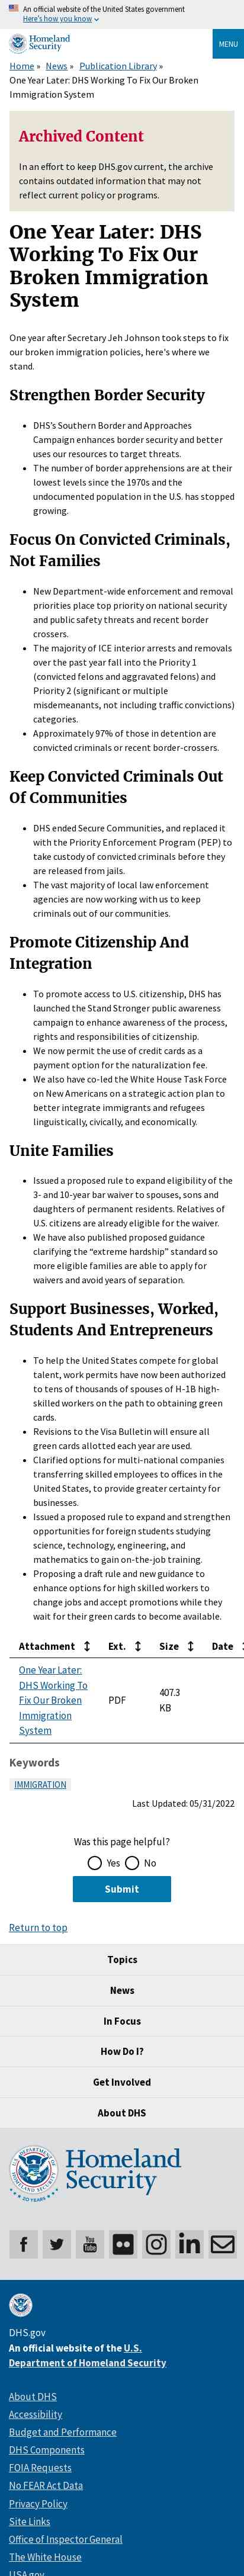 An official website of the United States government
Here's how you know
Homeland
Security
MENU
Home » News » Publication Library »
One Year Later: DHS Working To Fix Our Broken
Immigration System
Archived Content
In an effort to keep DHS.gov current, the archive
contains outdated information that may not
reflect current policy or programs.
One Year Later: DHS
Working To Fix Our
Broken Immigration
System
One year after Secretary Jeh Johnson took steps to fix
our broken immigration policies, here's where we
stand.
Strengthen Border Security
• DHS’s Southern Border and Approaches
Campaign enhances border security and better
uses our resources to target threats.
• The number of border apprehensions are at their
lowest levels since the 1970s and the
undocumented population in the U.S. has stopped
growing.
Focus On Convicted Criminals,
Not Families
• New Department-wide enforcement and removal
priorities place top priority on national security
and public safety threats and recent border
crossers.
• The majority of ICE interior arrests and removals
over the past year fall into the Priority 1
(convicted felons and aggravated felons) and
Priority 2 (significant or multiple
misdemeanants, not including traffic convictions)
categories.
• Approximately 97% of those in detention are
convicted criminals or recent border-crossers.
Keep Convicted Criminals Out
Of Communities
• DHS ended Secure Communities, and replaced it
with the Priority Enforcement Program (PEP) to
take custody of convicted criminals before they
are released from jails.
• The vast majority of local law enforcement
agencies are now working with us to keep
criminals out of our communities.
Promote Citizenship And
Integration
• To promote access to U.S. citizenship, DHS has
launched the Stand Stronger public awareness
campaign to enhance awareness of the process,
rights and responsibilities of citizenship.
• We now permit the use of credit cards as a
payment option for the naturalization fee.
• We also have co-led the White House Task Force
on New Americans on a strategic action plan to
better integrate immigrants and refugees
linguistically, civically, and economically.
Unite Families
• Issued a proposed rule to expand eligibility of the
3- and 10-year bar waiver to spouses, sons and
daughters of permanent residents. Relatives of
U.S. citizens are already eligible for the waiver.
• We have also published proposed guidance
clarifying the “extreme hardship” standard so
more eligible families are able to apply for
waivers and avoid years of separation.
Support Businesses, Worked,
Students And Entrepreneurs
• To help the United States compete for global
talent, work permits have now been authorized
to tens of thousands of spouses of H-1B high-
skilled workers on the path to obtaining green
cards.
• Revisions to the Visa Bulletin will ensure all
green cards allotted each year are used.
• Clarified options for multi-national companies
transferring skilled employees to offices in the
United States, to provide greater certainty for
businesses.
• Issued a proposed rule to expand and strengthen
opportunities for foreign students studying
science, technology, engineering, and
mathematics to gain on-the-job training.
• Proposing a draft rule and new guidance to
enhance options for high skilled workers to
change jobs and accept promotions while they
wait for their green cards to become available.
Attachment Ext. Size Date
One Year Later:
DHS Working To
Fix Our Broken
Immigration
System
PDF
407.3
KB
Keywords
IMMIGRATION
Last Updated: 05/31/2022
Was this page helpful?
Yes No
Submit
Return to top
Topics
News
In Focus
How Do I?
Get Involved
About DHS
Homeland
Security
20 YEARS
You
Tube
DHS.gov
An official website of the U.S.
Department of Homeland Security
About DHS
Accessibility
Budget and Performance
DHS Components
FOIA Requests
No FEAR Act Data
Privacy Policy
Site Links
Office of Inspector General
The White House
USA.gov